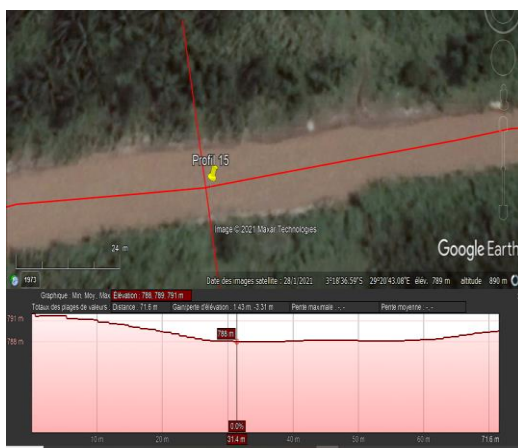 Profil 15
Image © 2021 Maxar Technologies
24 m
Google Earth
1973
Date des images satellite : 28/1/2021 3°18'36.59"S 29°20'43.08"E élév. 789 m altitude 890 m
Graphique Min. Moy. Max Élévation : 788, 789, 791 m
Totaux des plages de valeurs : Distance : 71.6 m Gain/perte d'élévation : 1.43 m, -3.31 m Pente maximale : -, - Pente moyenne : -, -
791 m
788 m
788 m
0.0%
10 m 20 m 31.4 m 40 m 50 m 60 m 71.6 m